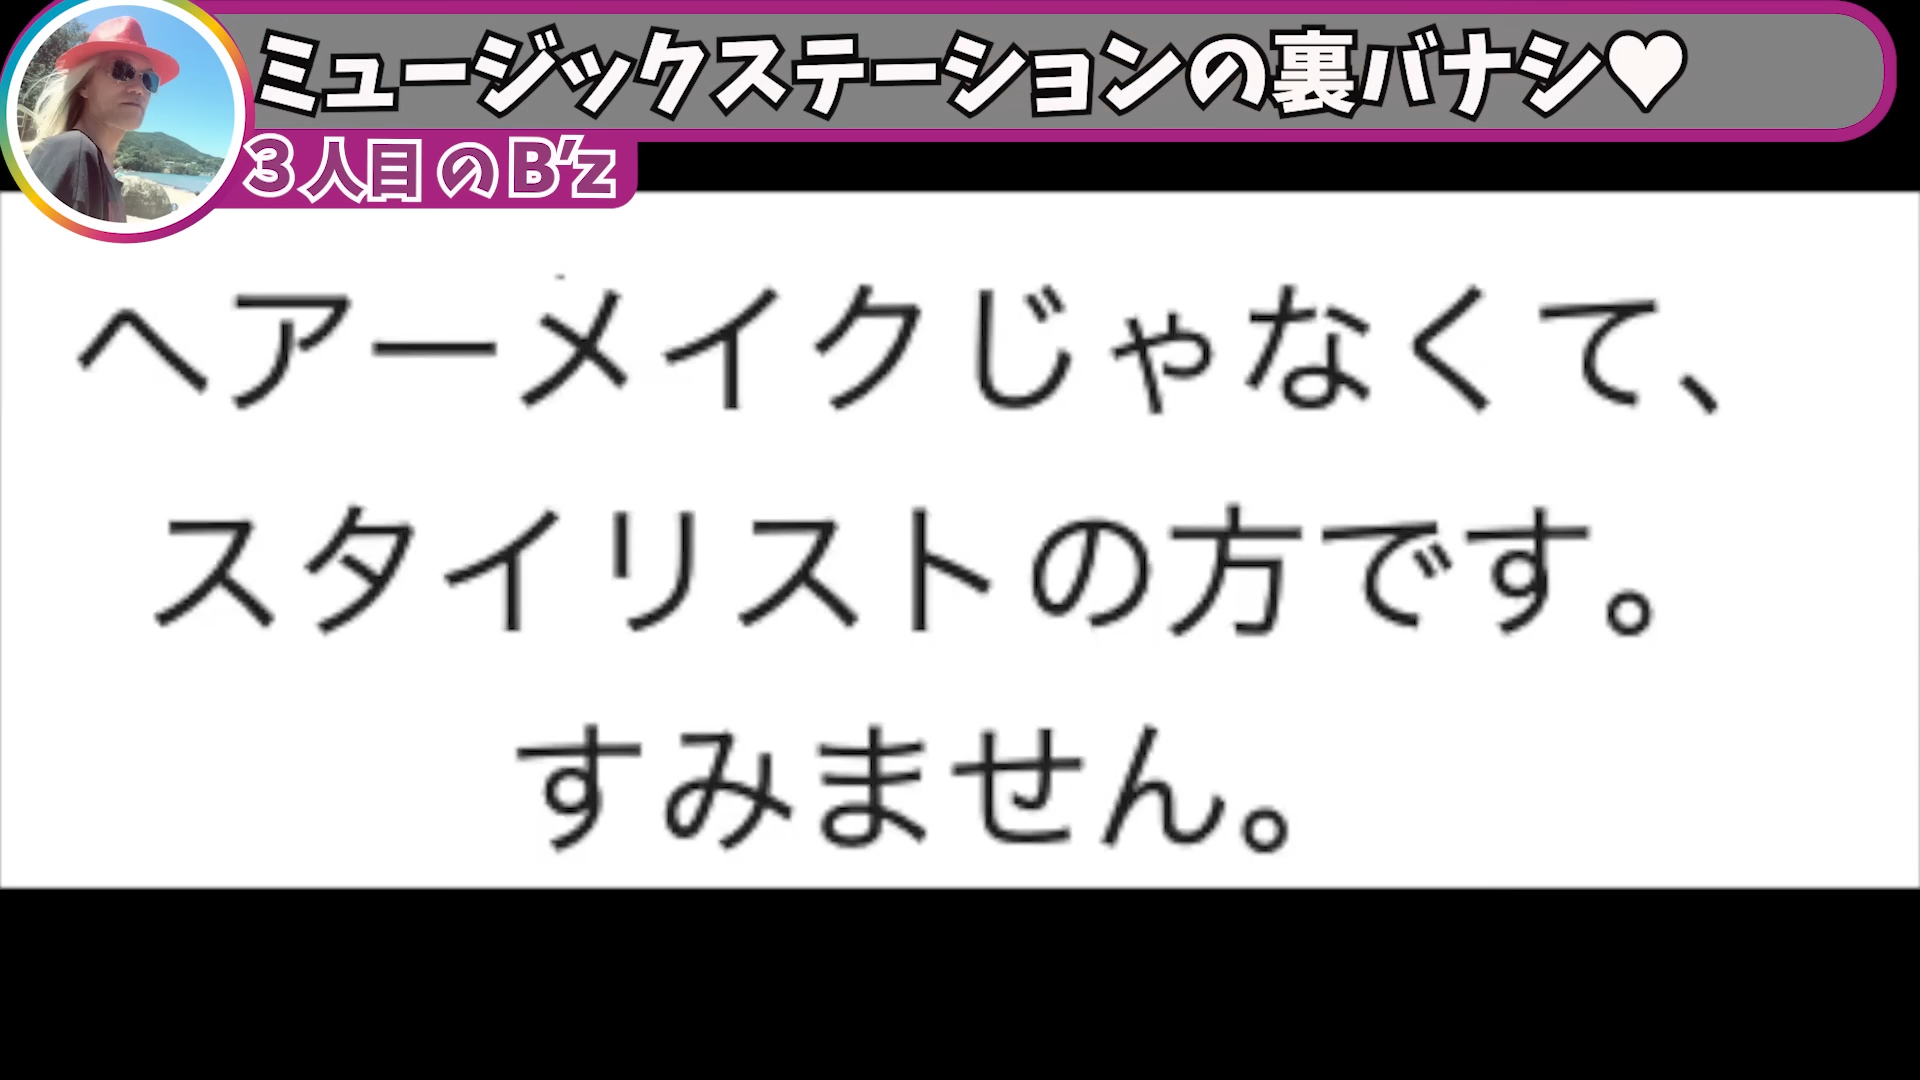 ミュージックステーションの裏バナシ♥
３人目のB'z
ヘアーメイクじゃなくて、
スタイリストの方です。
すみません。